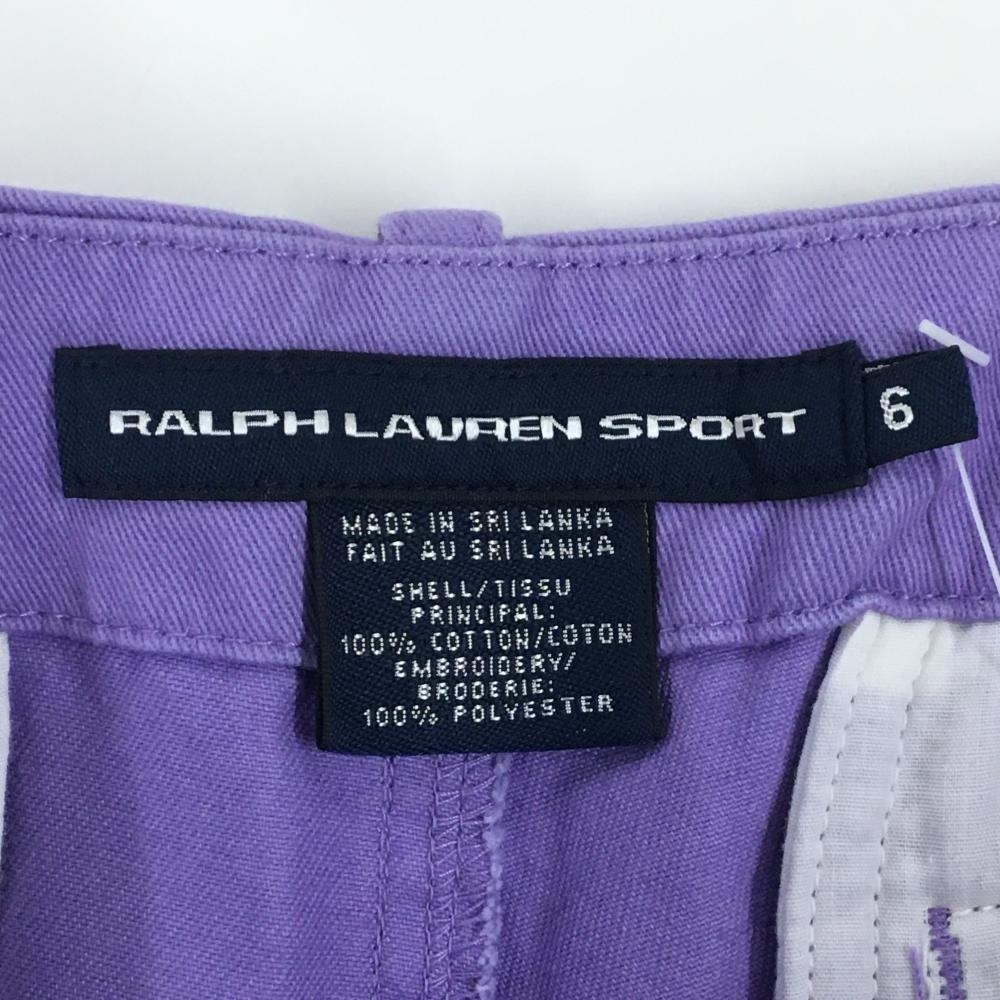 RALPH LAUREN SPORT
6
MADE IN SRI LANKA
FAIT AU SRI LANKA
SHELL/TISSU
PRINCIPAL:
100% COTTON/COTON
EMBROIDERY/
BRODERIE:
100% POLYESTER